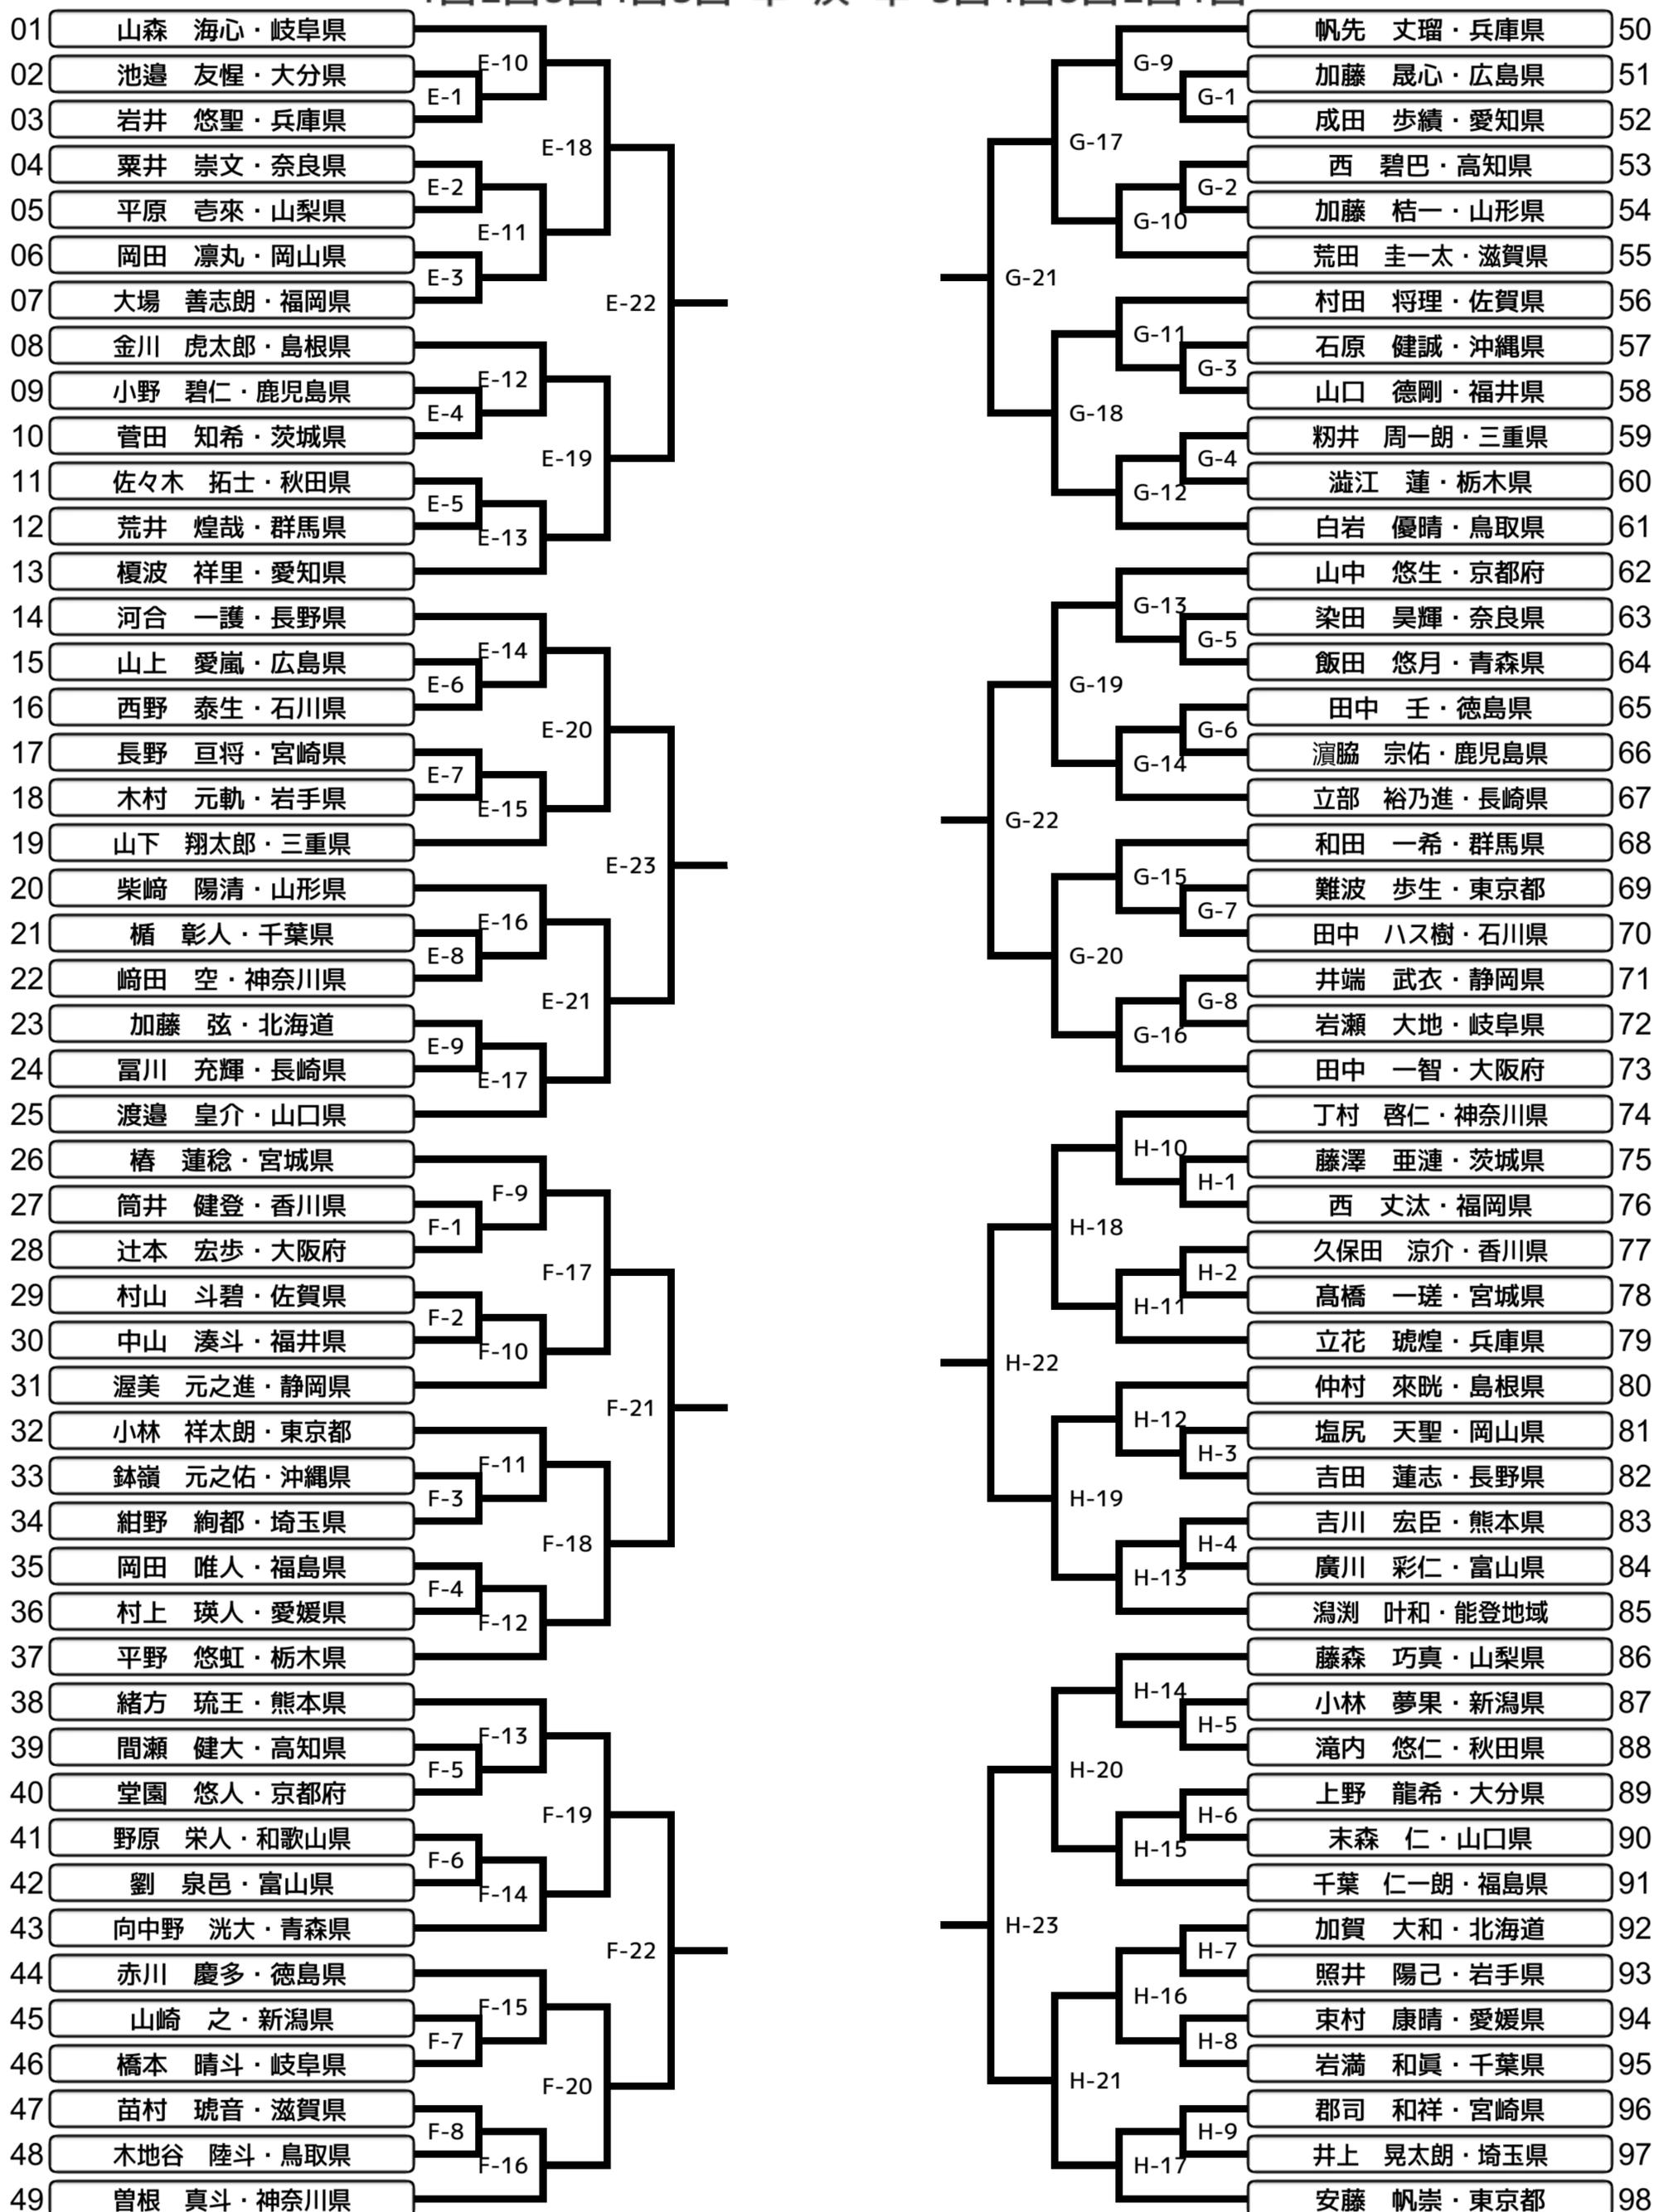 01 山森 海心・岐阜県
E-10
02 池邉 友惺・大分県
E-1
03 岩井 悠聖・兵庫県
E-18
04 粟井 崇文・奈良県
E-2
05 平原 壱來・山梨県
E-11
06 岡田 凛丸・岡山県
E-3
07 大場 善志朗・福岡県
E-22
08 金川 虎太郎・島根県
E-12
09 小野 碧仁・鹿児島県
E-4
10 菅田 知希・茨城県
E-19
11 佐々木 拓士・秋田県
E-5
12 荒井 煌哉・群馬県
E-13
13 榎波 祥里・愛知県
14 河合 一護・長野県
E-14
15 山上 愛嵐・広島県
E-6
16 西野 泰生・石川県
E-20
17 長野 亘将・宮崎県
E-7
18 木村 元軌・岩手県
E-15
19 山下 翔太郎・三重県
E-23
20 柴﨑 陽清・山形県
E-16
21 楯 彰人・千葉県
E-8
22 﨑田 空・神奈川県
E-21
23 加藤 弦・北海道
E-9
24 冨川 充輝・長崎県
E-17
25 渡邉 皇介・山口県
26 椿 蓮稔・宮城県
F-9
27 筒井 健登・香川県
F-1
28 辻本 宏歩・大阪府
F-17
29 村山 斗碧・佐賀県
F-2
30 中山 湊斗・福井県
F-10
31 渥美 元之進・静岡県
F-21
32 小林 祥太朗・東京都
F-11
33 鉢嶺 元之佑・沖縄県
F-3
34 紺野 絢都・埼玉県
F-18
35 岡田 唯人・福島県
F-4
36 村上 瑛人・愛媛県
F-12
37 平野 悠虹・栃木県
38 緒方 琉王・熊本県
F-13
39 間瀬 健大・高知県
F-5
40 堂園 悠人・京都府
F-19
41 野原 栄人・和歌山県
F-6
42 劉 泉邑・富山県
F-14
43 向中野 洸大・青森県
F-22
44 赤川 慶多・徳島県
F-15
45 山崎 之・新潟県
F-7
46 橋本 晴斗・岐阜県
F-20
47 苗村 琥音・滋賀県
F-8
48 木地谷 陸斗・鳥取県
F-16
49 曽根 真斗・神奈川県
帆先 丈瑠・兵庫県 50
G-9
加藤 晟心・広島県 51
G-1
成田 歩績・愛知県 52
G-17
西 碧巴・高知県 53
G-2
加藤 桔一・山形県 54
G-10
荒田 圭一太・滋賀県 55
G-21
村田 将理・佐賀県 56
G-11
石原 健誠・沖縄県 57
G-3
山口 德剛・福井県 58
G-18
籾井 周一朗・三重県 59
G-4
澁江 蓮・栃木県 60
G-12
白岩 優晴・鳥取県 61
山中 悠生・京都府 62
G-13
染田 昊輝・奈良県 63
G-5
飯田 悠月・青森県 64
G-19
田中 壬・徳島県 65
G-6
濵脇 宗佑・鹿児島県 66
G-14
立部 裕乃進・長崎県 67
G-22
和田 一希・群馬県 68
G-15
難波 歩生・東京都 69
G-7
田中 ハス樹・石川県 70
G-20
井端 武衣・静岡県 71
G-8
岩瀬 大地・岐阜県 72
G-16
田中 一智・大阪府 73
丁村 啓仁・神奈川県 74
H-10
藤澤 亜漣・茨城県 75
H-1
西 丈汰・福岡県 76
H-18
久保田 涼介・香川県 77
H-2
髙橋 一瑳・宮城県 78
H-11
立花 琥煌・兵庫県 79
H-22
仲村 來晄・島根県 80
H-12
塩尻 天聖・岡山県 81
H-3
吉田 蓮志・長野県 82
H-19
吉川 宏臣・熊本県 83
H-4
廣川 彩仁・富山県 84
H-13
潟渕 叶和・能登地域 85
藤森 巧真・山梨県 86
H-14
小林 夢果・新潟県 87
H-5
滝内 悠仁・秋田県 88
H-20
上野 龍希・大分県 89
H-6
末森 仁・山口県 90
H-15
千葉 仁一朗・福島県 91
H-23
加賀 大和・北海道 92
H-7
照井 陽己・岩手県 93
H-16
束村 康晴・愛媛県 94
H-8
岩満 和眞・千葉県 95
H-21
郡司 和祥・宮崎県 96
H-9
井上 晃太朗・埼玉県 97
H-17
安藤 帆崇・東京都 98